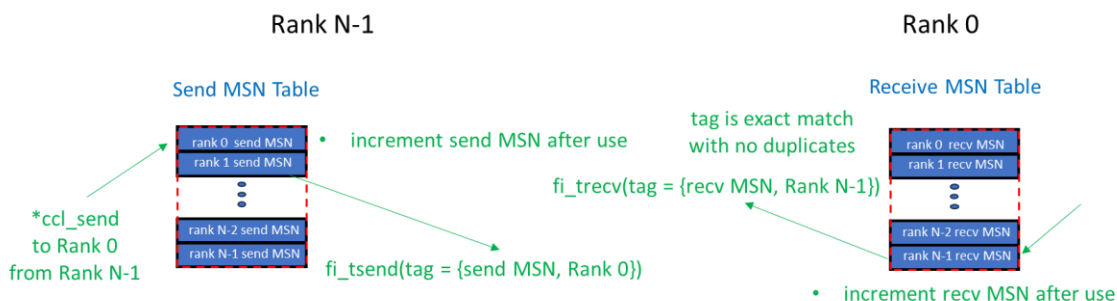 Rank N-1
Rank 0
Send MSN Table
Receive MSN Table
rank 0 send MSN
rank 1 send MSN
rank N-2 send MSN
rank N-1 send MSN
• increment send MSN after use
*ccl_send
to Rank 0
from Rank N-1
fi_tsend(tag = {send MSN, Rank 0})
tag is exact match
with no duplicates
fi_trecv(tag = {recv MSN, Rank N-1})
rank 0 recv MSN
rank 1 recv MSN
rank N-2 recv MSN
rank N-1 recv MSN
• increment recv MSN after use